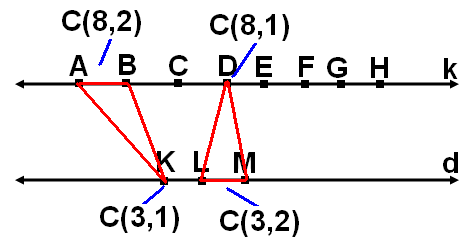 C(8,2) C(8,1)
A B C D E F G H k
K L M d
C(3,1) C(3,2)